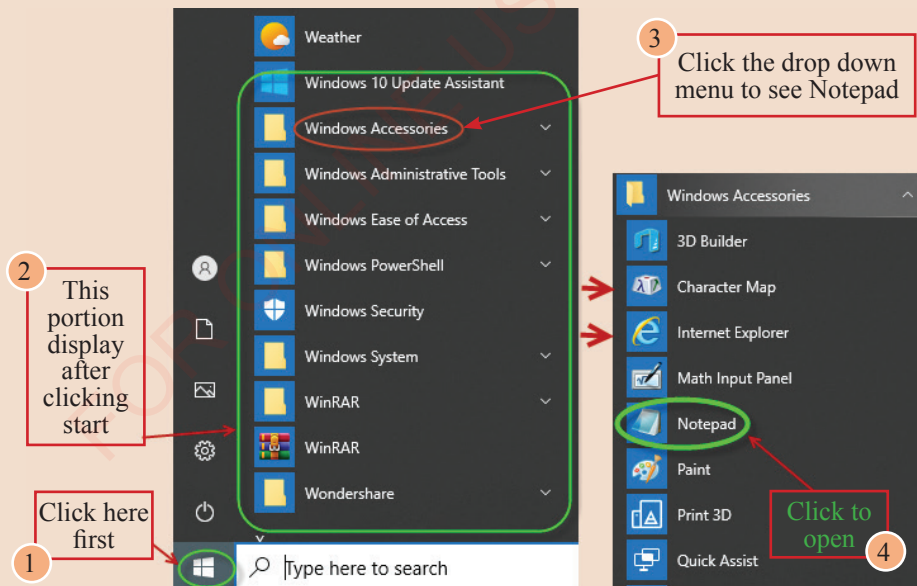 Weather
Windows 10 Update Assistant
Windows Accessories
Windows Administrative Tools
Windows Ease of Access
Windows PowerShell
Windows Security
Windows System
WinRAR
WinRAR
Wondershare
Type here to search
1
Click here
first
2
This
portion
display
after
clicking
start
3
Click the drop down
menu to see Notepad
Windows Accessories
3D Builder
Character Map
Internet Explorer
Math Input Panel
Notepad
Paint
Print 3D
Quick Assist
Click to
open
4
FOR ONLINE US